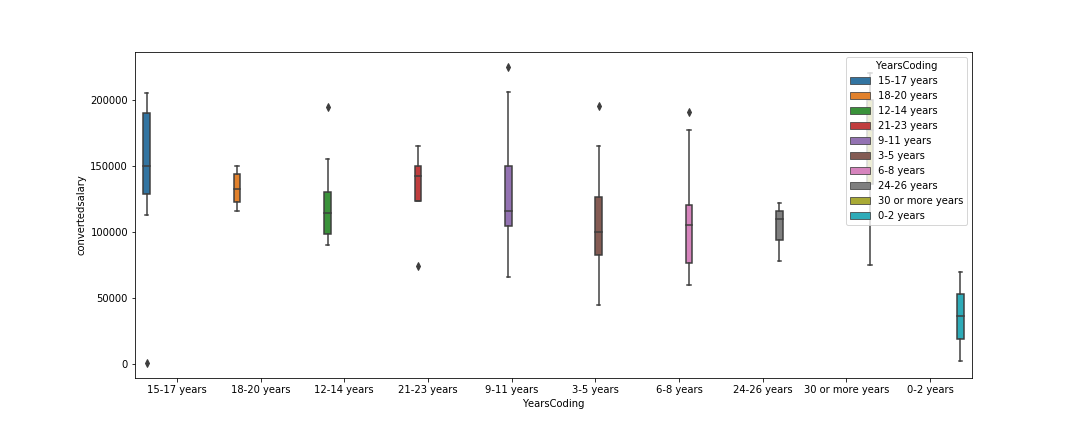 convertedsalary
200000
150000
100000
50000
0
YearsCoding
15-17 years
18-20 years
12-14 years
21-23 years
9-11 years
3-5 years
6-8 years
24-26 years
30 or more years
0-2 years
15-17 years 18-20 years 12-14 years 21-23 years 9-11 years 3-5 years 6-8 years 24-26 years 30 or more years 0-2 years
YearsCoding